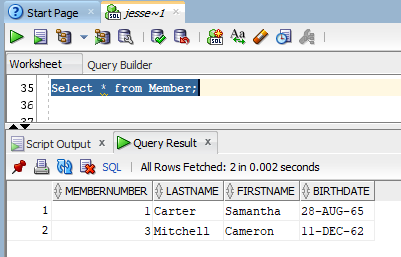 Start Page
jesse~1
Worksheet Query Builder
35 Select * from Member;
36
37
Script Output x Query Result x
SQL All Rows Fetched: 2 in 0.002 seconds
MEMBERNUMBER LASTNAME FIRSTNAME BIRTHDATE
1 1 Carter Samantha 28-AUG-65
2 3 Mitchell Cameron 11-DEC-62